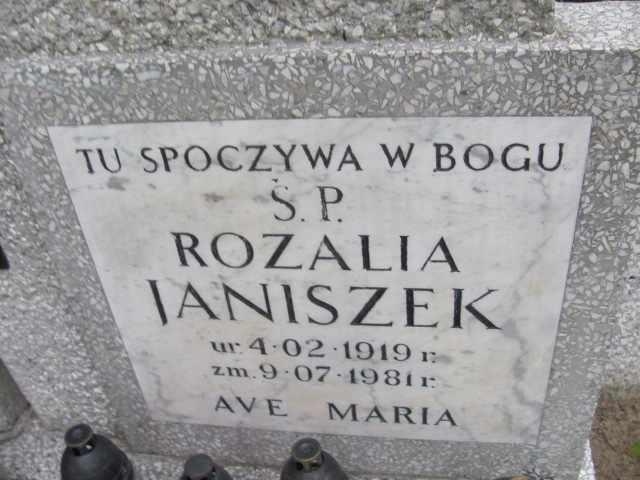 TU SPOCZYWA W BOGU
Ś.P.
ROZALIA
JANISZEK
ur. 4·02·1919 r.
zm. 9·07·1981 r.
AVE MARIA